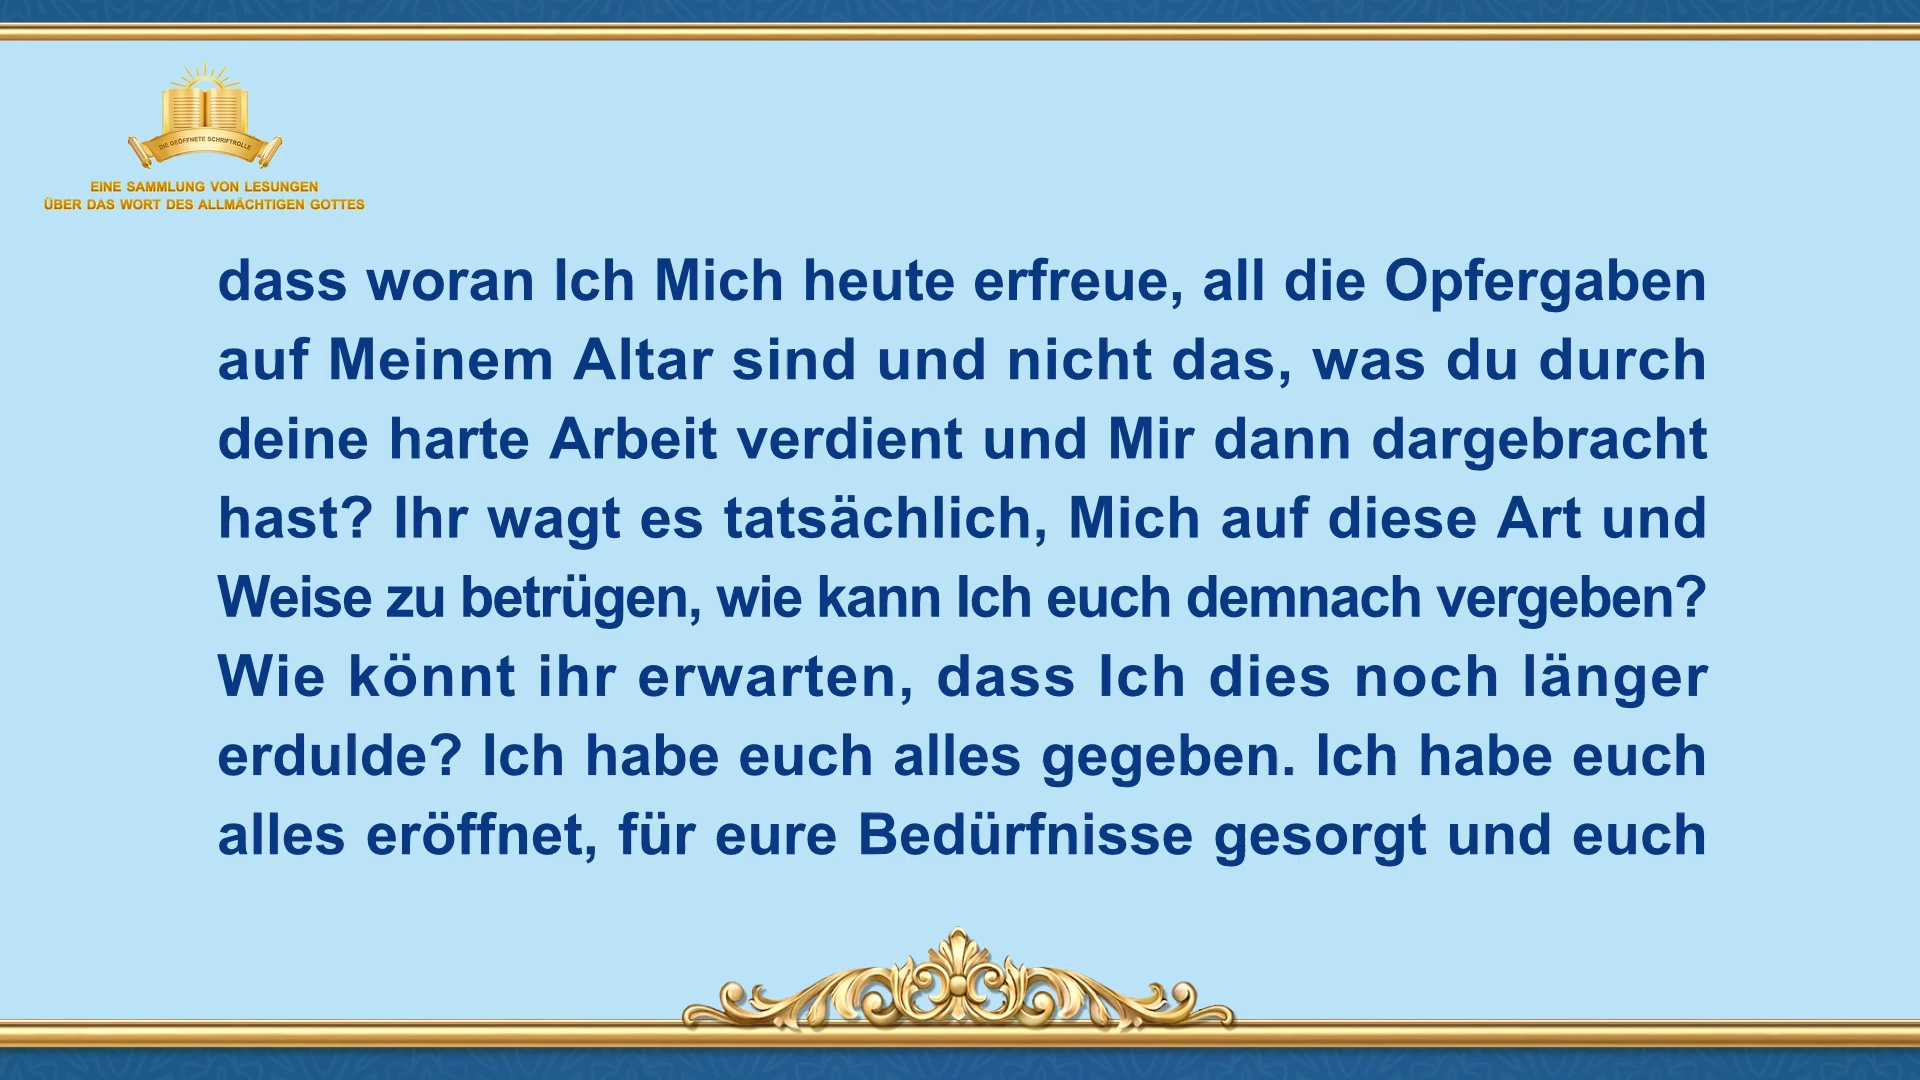 DIE GEÖFFNETE SCHRIFTROLLE
EINE SAMMLUNG VON LESUNGEN
ÜBER DAS WORT DES ALLMÄCHTIGEN GOTTES
dass woran Ich Mich heute erfreue, all die Opfergaben
auf Meinem Altar sind und nicht das, was du durch
deine harte Arbeit verdient und Mir dann dargebracht
hast? Ihr wagt es tatsächlich, Mich auf diese Art und
Weise zu betrügen, wie kann Ich euch demnach vergeben?
Wie könnt ihr erwarten, dass Ich dies noch länger
erdulde? Ich habe euch alles gegeben. Ich habe euch
alles eröffnet, für eure Bedürfnisse gesorgt und euch